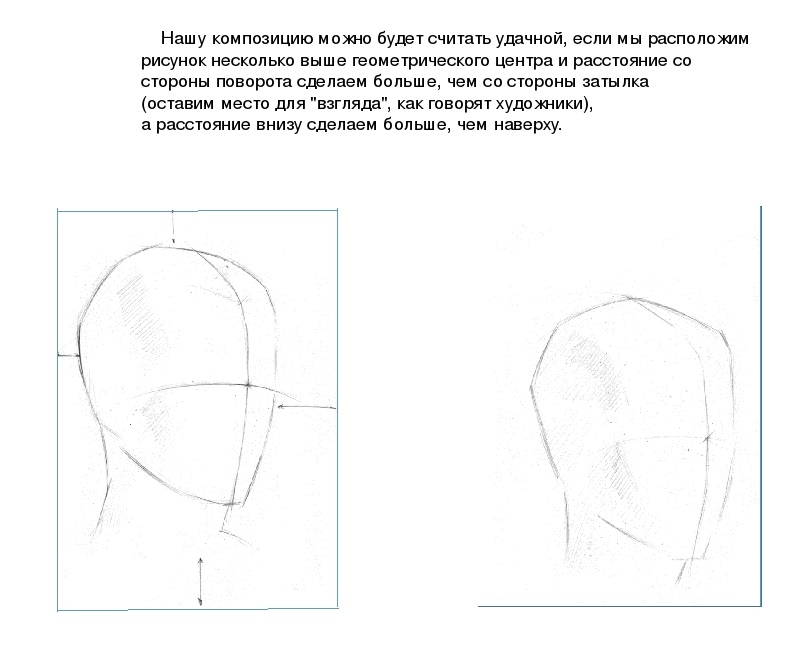 Нашу композицию можно будет считать удачной, если мы расположим
рисунок несколько выше геометрического центра и расстояние со
стороны поворота сделаем больше, чем со стороны затылка
(оставим место для "взгляда", как говорят художники),
а расстояние внизу сделаем больше, чем наверху.